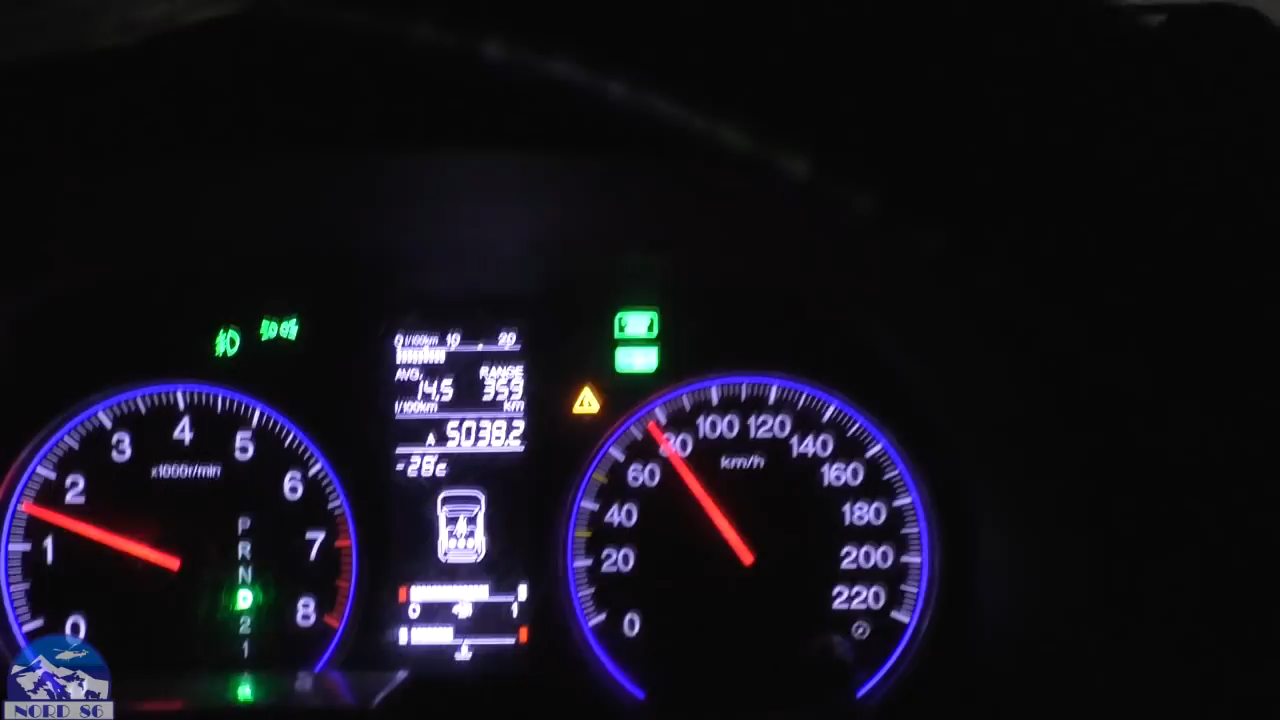 0 l/100km 10 . 20
AVG. RANGE
14.5 359
l/100km km
A 5038.2
-28c
0 1
0
1
2
3
4
5
6
7
8
x1000r/min
P
R
N
D
2
1
0
20
40
60
80
100
120
140
160
180
200
220
km/h
NORD 86